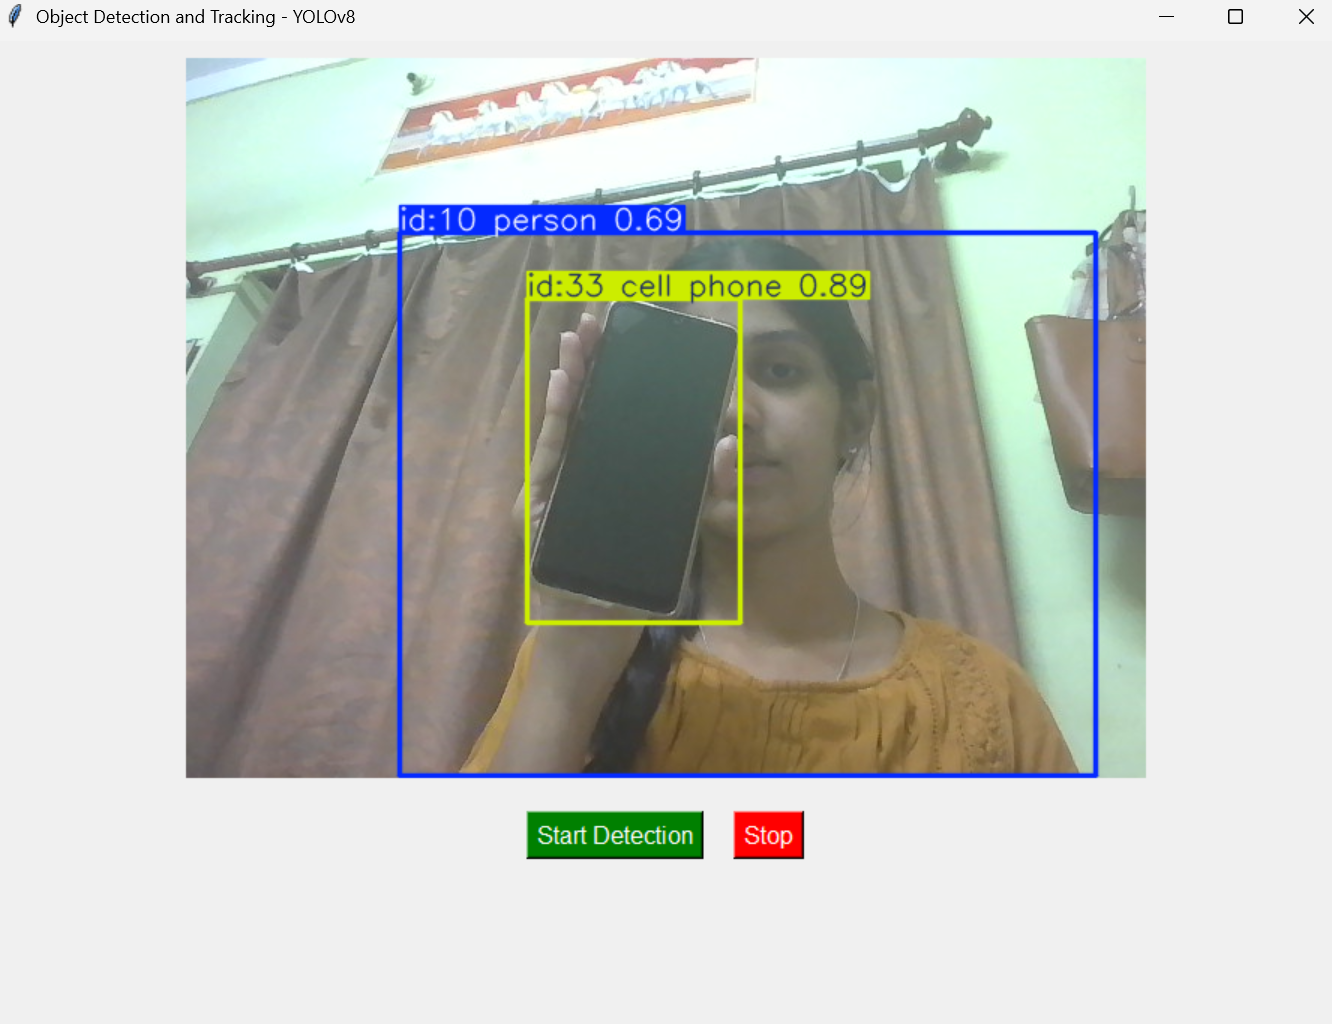 Object Detection and Tracking - YOLOv8
id:10 person 0.69
id:33 cell phone 0.89
Start Detection
Stop